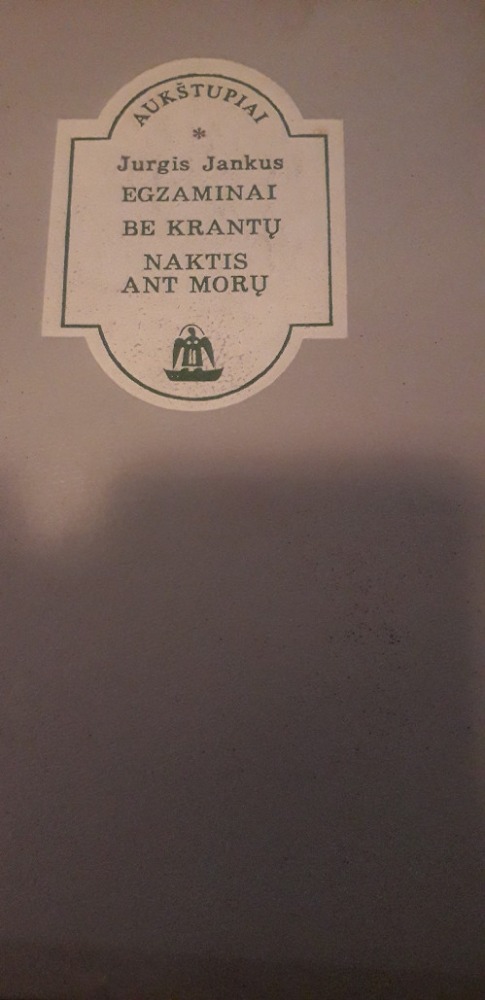 AUKŠTUPIAI
*
Jurgis Jankus
EGZAMINAI
BE KRANTŲ
NAKTIS
ANT MORŲ